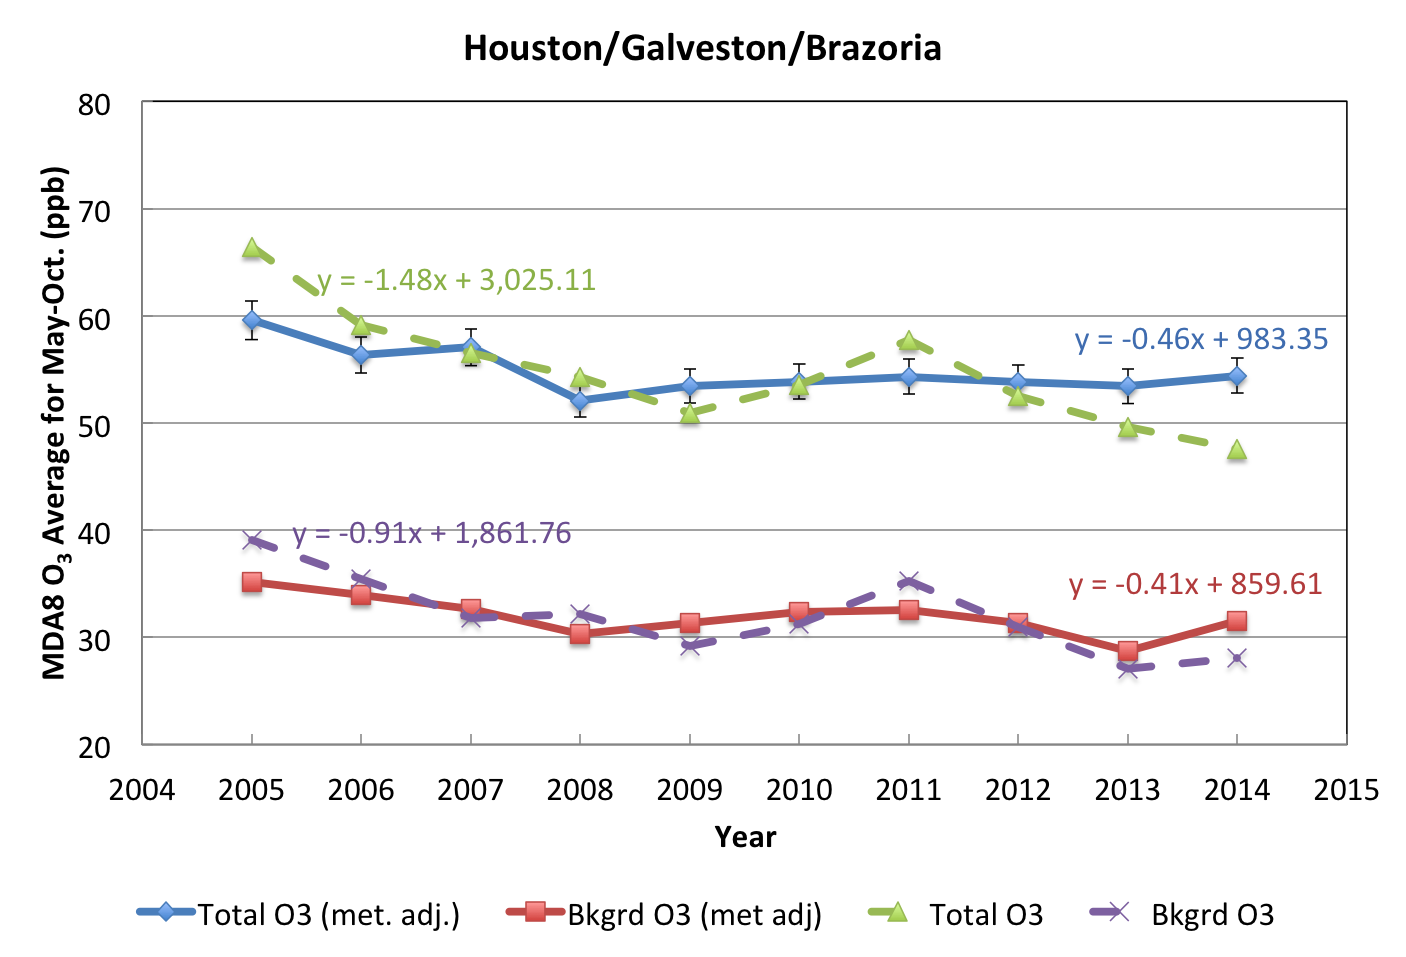 Houston/Galveston/Brazoria
MDA8 O3 Average for May-Oct. (ppb)
80
70
60
50
40
30
20
y = -1.48x + 3,025.11
y = -0.46x + 983.35
y = -0.91x + 1,861.76
y = -0.41x + 859.61
2004 2005 2006 2007 2008 2009 2010 2011 2012 2013 2014 2015
Year
Total O3 (met. adj.) Bkgrd O3 (met adj) Total O3 Bkgrd O3